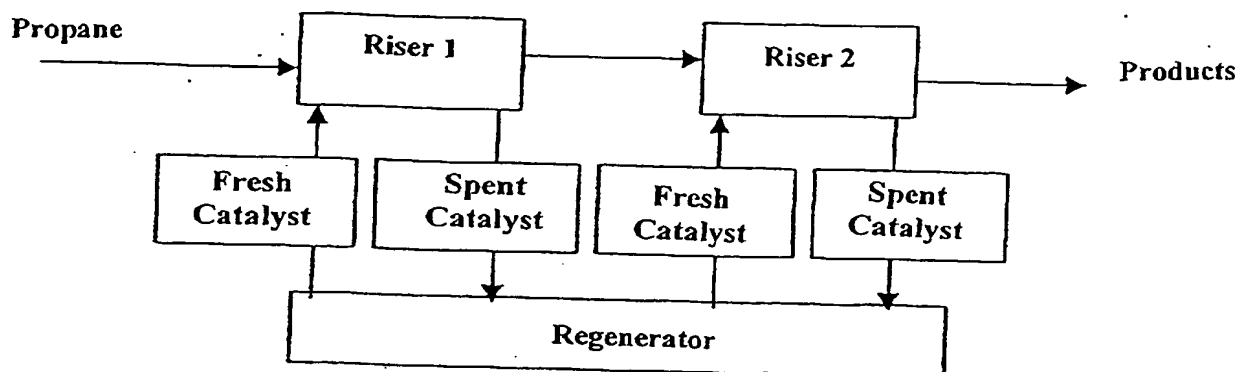 Propane
Riser 1
Riser 2
Products
Fresh
Catalyst
Spent
Catalyst
Fresh
Catalyst
Spent
Catalyst
Regenerator